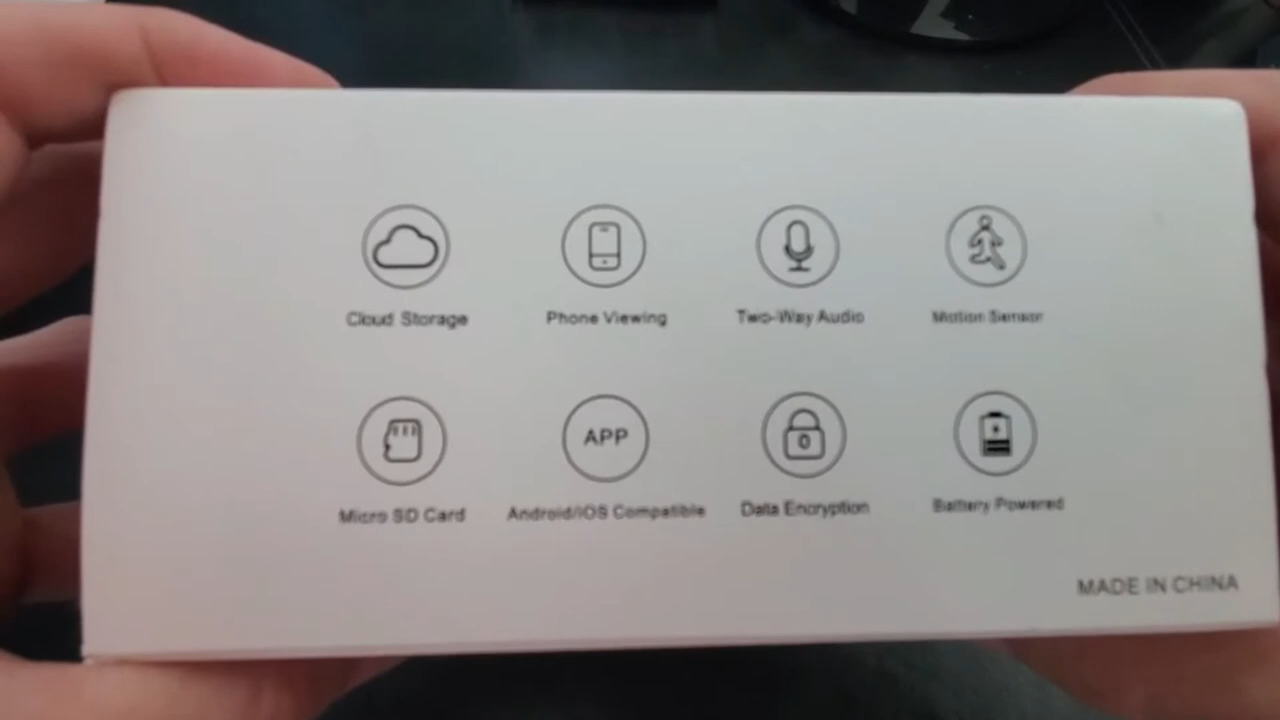 Cloud Storage Phone Viewing Two-Way Audio Motion Sensor
APP
Micro SD Card Android/iOS Compatible Data Encryption Battery Powered
MADE IN CHINA